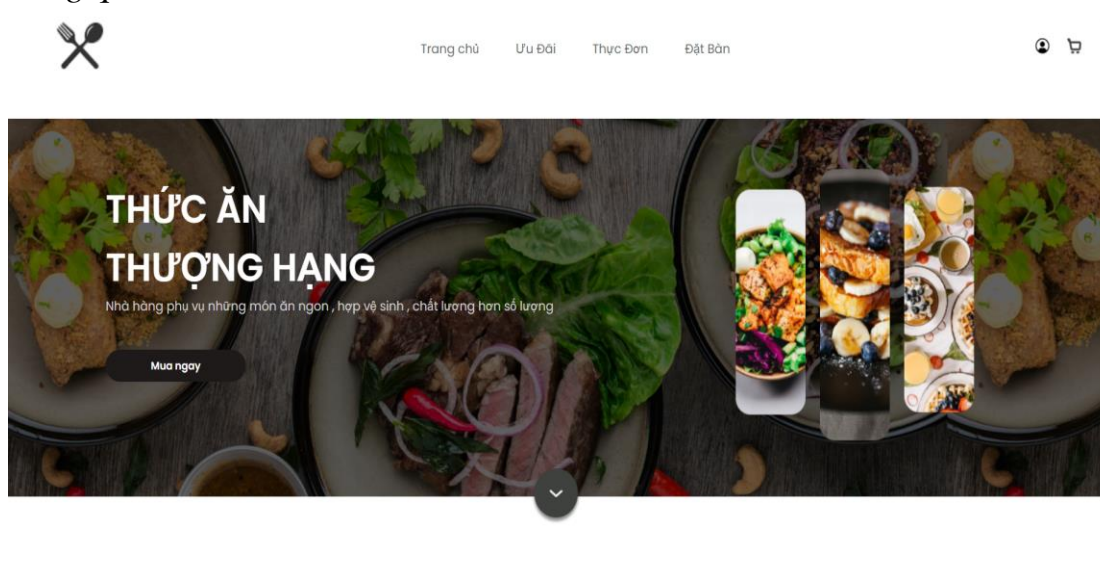 Trang chủ Ưu Đãi Thực Đơn Đặt Bàn
THỨC ĂN
THƯỢNG HẠNG
Nhà hàng phụ vụ những món ăn ngon , hợp vệ sinh , chất lượng hơn số lượng
Mua ngay